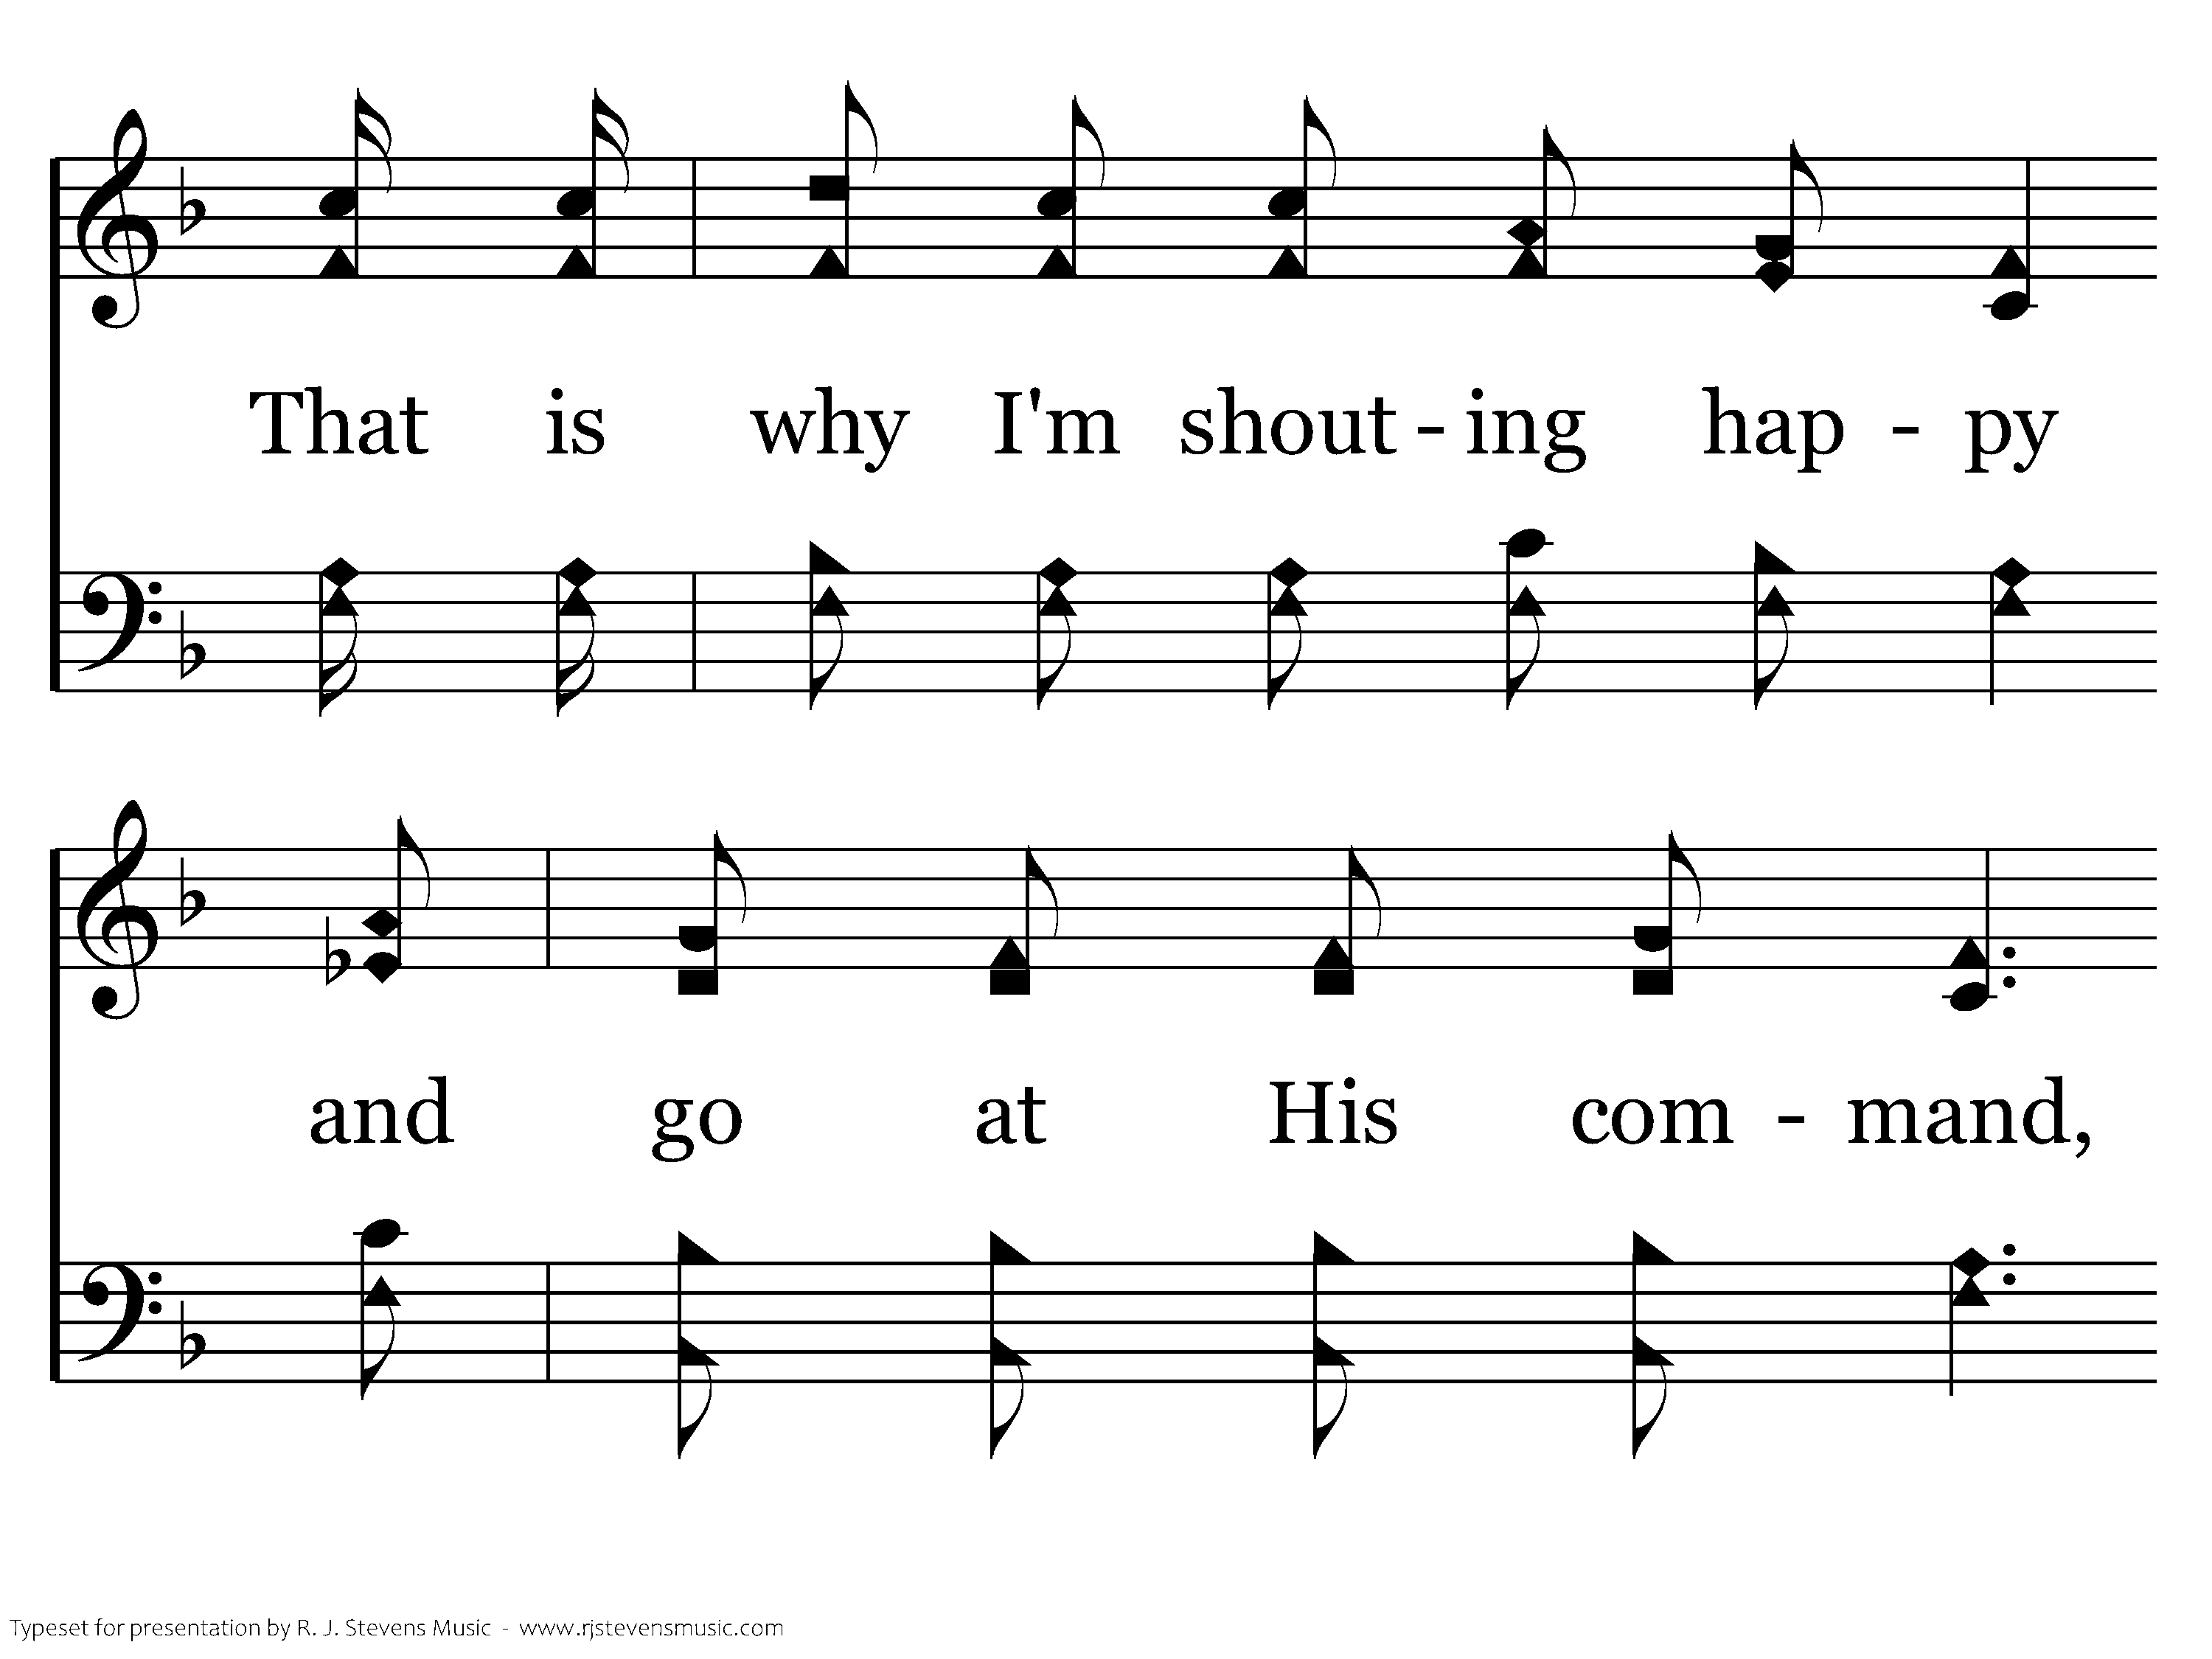 That is why I'm shout - ing hap - py
and go at His com - mand,
Typeset for presentation by R. J. Stevens Music - www.rjstevensmusic.com